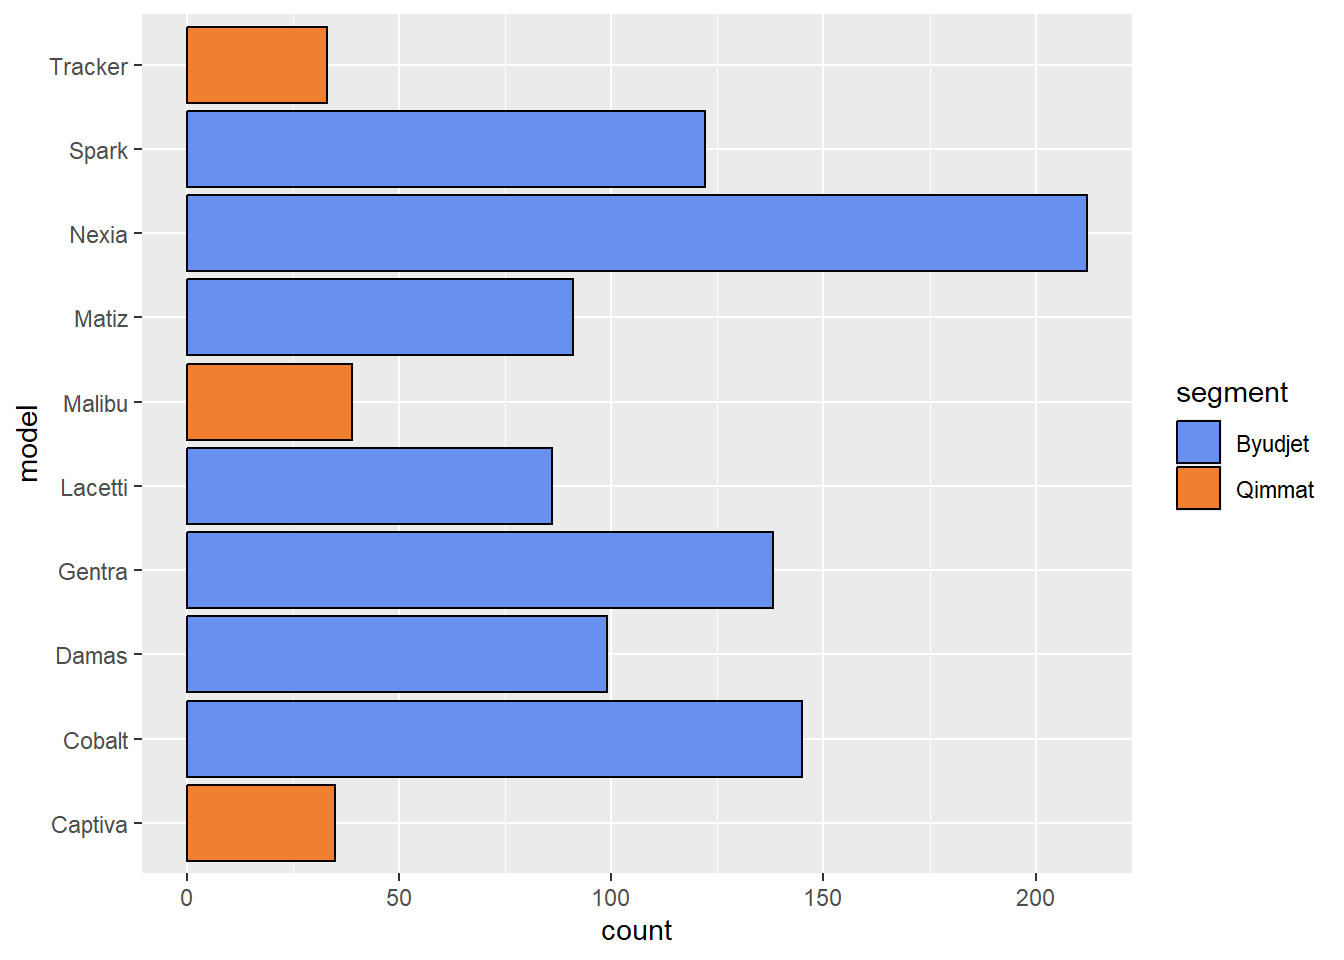 Tracker
Spark
Nexia
Matiz
Malibu
Lacetti
Gentra
Damas
Cobalt
Captiva
model
0 50 100 150 200
count
segment
Byudjet
Qimmat